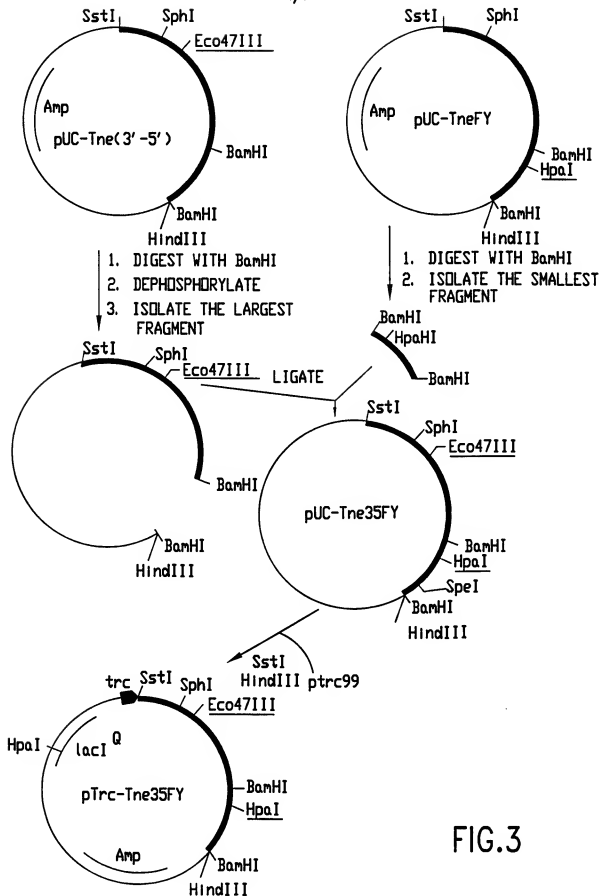 SstI
SphI
Eco47III
Amp
pUC-Tne(3'-5')
BamHI
BamHI
HindIII
SstI
SphI
Amp
pUC-TneFY
BamHI
HpaI
BamHI
HindIII
1. DIGEST WITH BamHI
2. DEPHOSPHORYLATE
3. ISOLATE THE LARGEST
FRAGMENT
1. DIGEST WITH BamHI
2. ISOLATE THE SMALLEST
FRAGMENT
BamHI
HpaHI
BamHI
SstI
SphI
Eco47III
LIGATE
BamHI
BamHI
HindIII
SstI
SphI
Eco47III
pUC-Tne35FY
BamHI
HpaI
SpeI
BamHI
HindIII
SstI
HindIII ptrc99
trc
SstI
SphI
Eco47III
HpaI
lacI Q
pTrc-Tne35FY
BamHI
HpaI
Amp
BamHI
HindIII
FIG.3